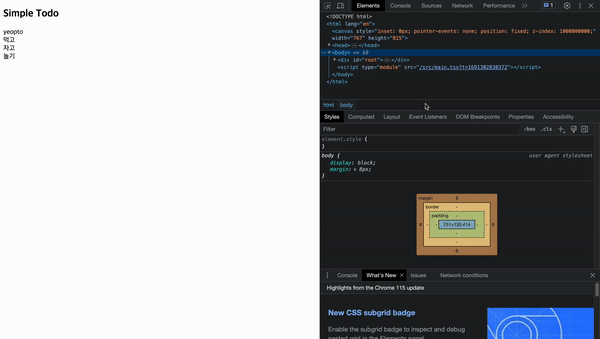 Simple Todo
yeopto
먹고
자고
놀기
Elements
Console
Sources
Network
Performance
»
1
<!DOCTYPE html>
<html lang="en">
<canvas style="inset: 0px; pointer-events: none; position: fixed; z-index: 1000000000;"
width="767" height="815">
<head> </head>
<body> == $0
<div id="root"> </div>
<script type="module" src="/src/main.tsx?t=1691302830372"></script>
</body>
</html>
html body
Styles Computed Layout Event Listeners DOM Breakpoints Properties Accessibility
Filter
:hov .cls
element.style {
}
body {
user agent stylesheet
display: block;
margin: 8px;
}
margin 8
border -
padding -
8 - - 751×136.414 - - 8
-
-
8
Console What's New Issues Network conditions
Highlights from the Chrome 115 update
New CSS subgrid badge
Enable the subgrid badge to inspect and debug
nested grid in the Elements panel.